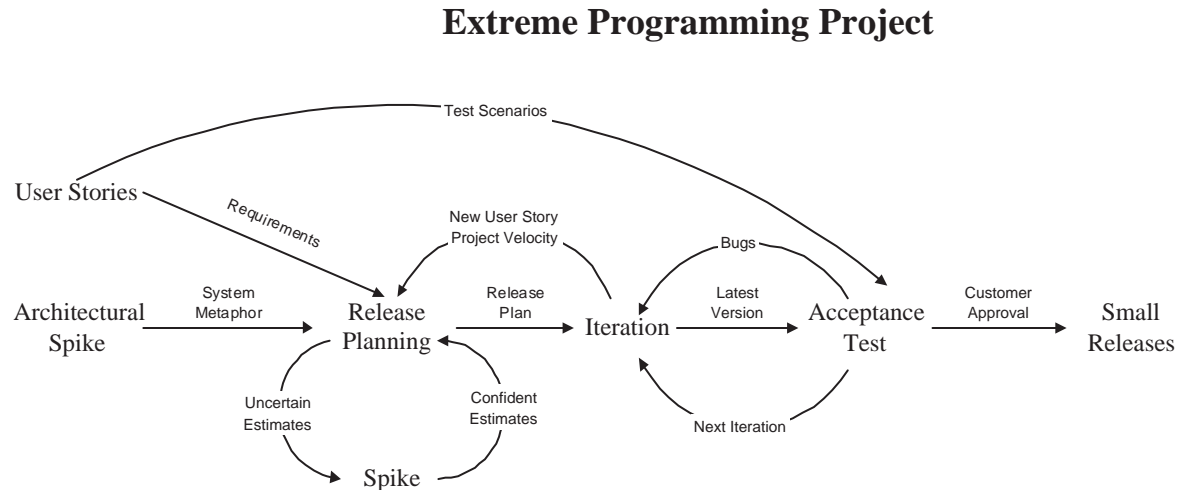 Extreme Programming Project
Test Scenarios
User Stories
Requirements
New User Story
Project Velocity
Bugs
Architectural
Spike
System
Metaphor
Release
Planning
Release
Plan
Iteration
Latest
Version
Acceptance
Test
Customer
Approval
Small
Releases
Uncertain
Estimates
Confident
Estimates
Next Iteration
Spike